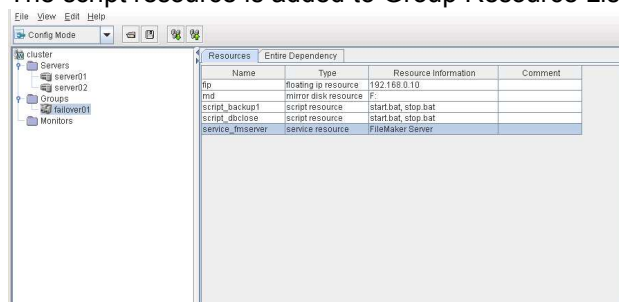 The script resource is added to Group Resource Lis
File View Edit Help
Config Mode
cluster
Servers
server01
server02
Groups
failover01
Monitors
Resources Entire Dependency
Name Type Resource Information Comment
fip floating ip resource 192.168.0.10
md mirror disk resource F:
script_backup1 script resource start.bat, stop.bat
script_dbclose script resource start.bat, stop.bat
service_fmserver service resource FileMaker Server